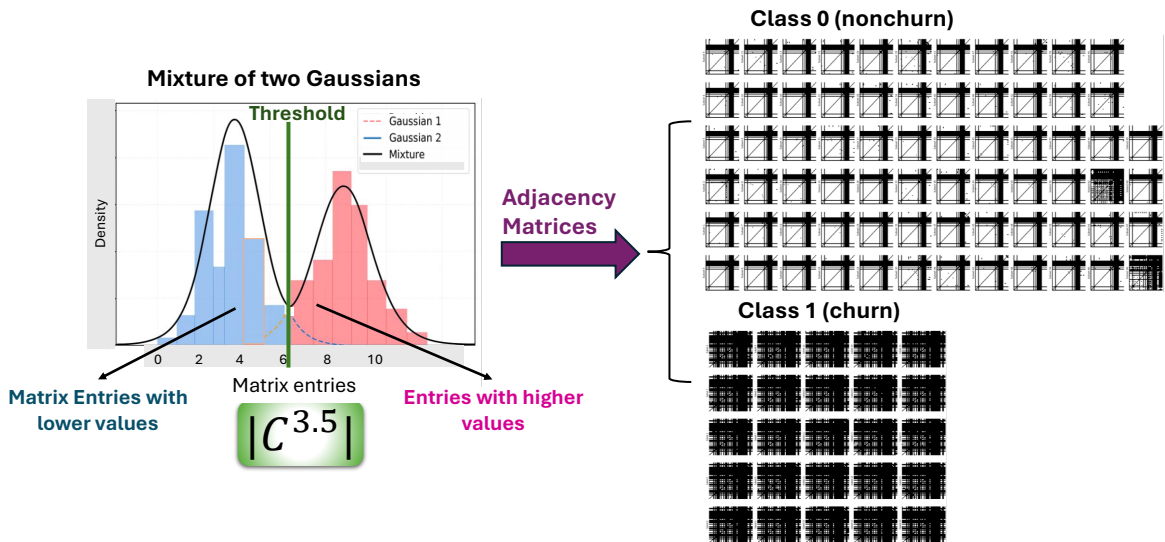 Class 0 (nonchurn)
Mixture of two Gaussians
Threshold
Gaussian 1
Gaussian 2
Mixture
Density
0 2 4 6 8 10
Matrix entries
Matrix Entries with
lower values
Entries with higher
values
|C^3.5|
Adjacency
Matrices
Class 1 (churn)